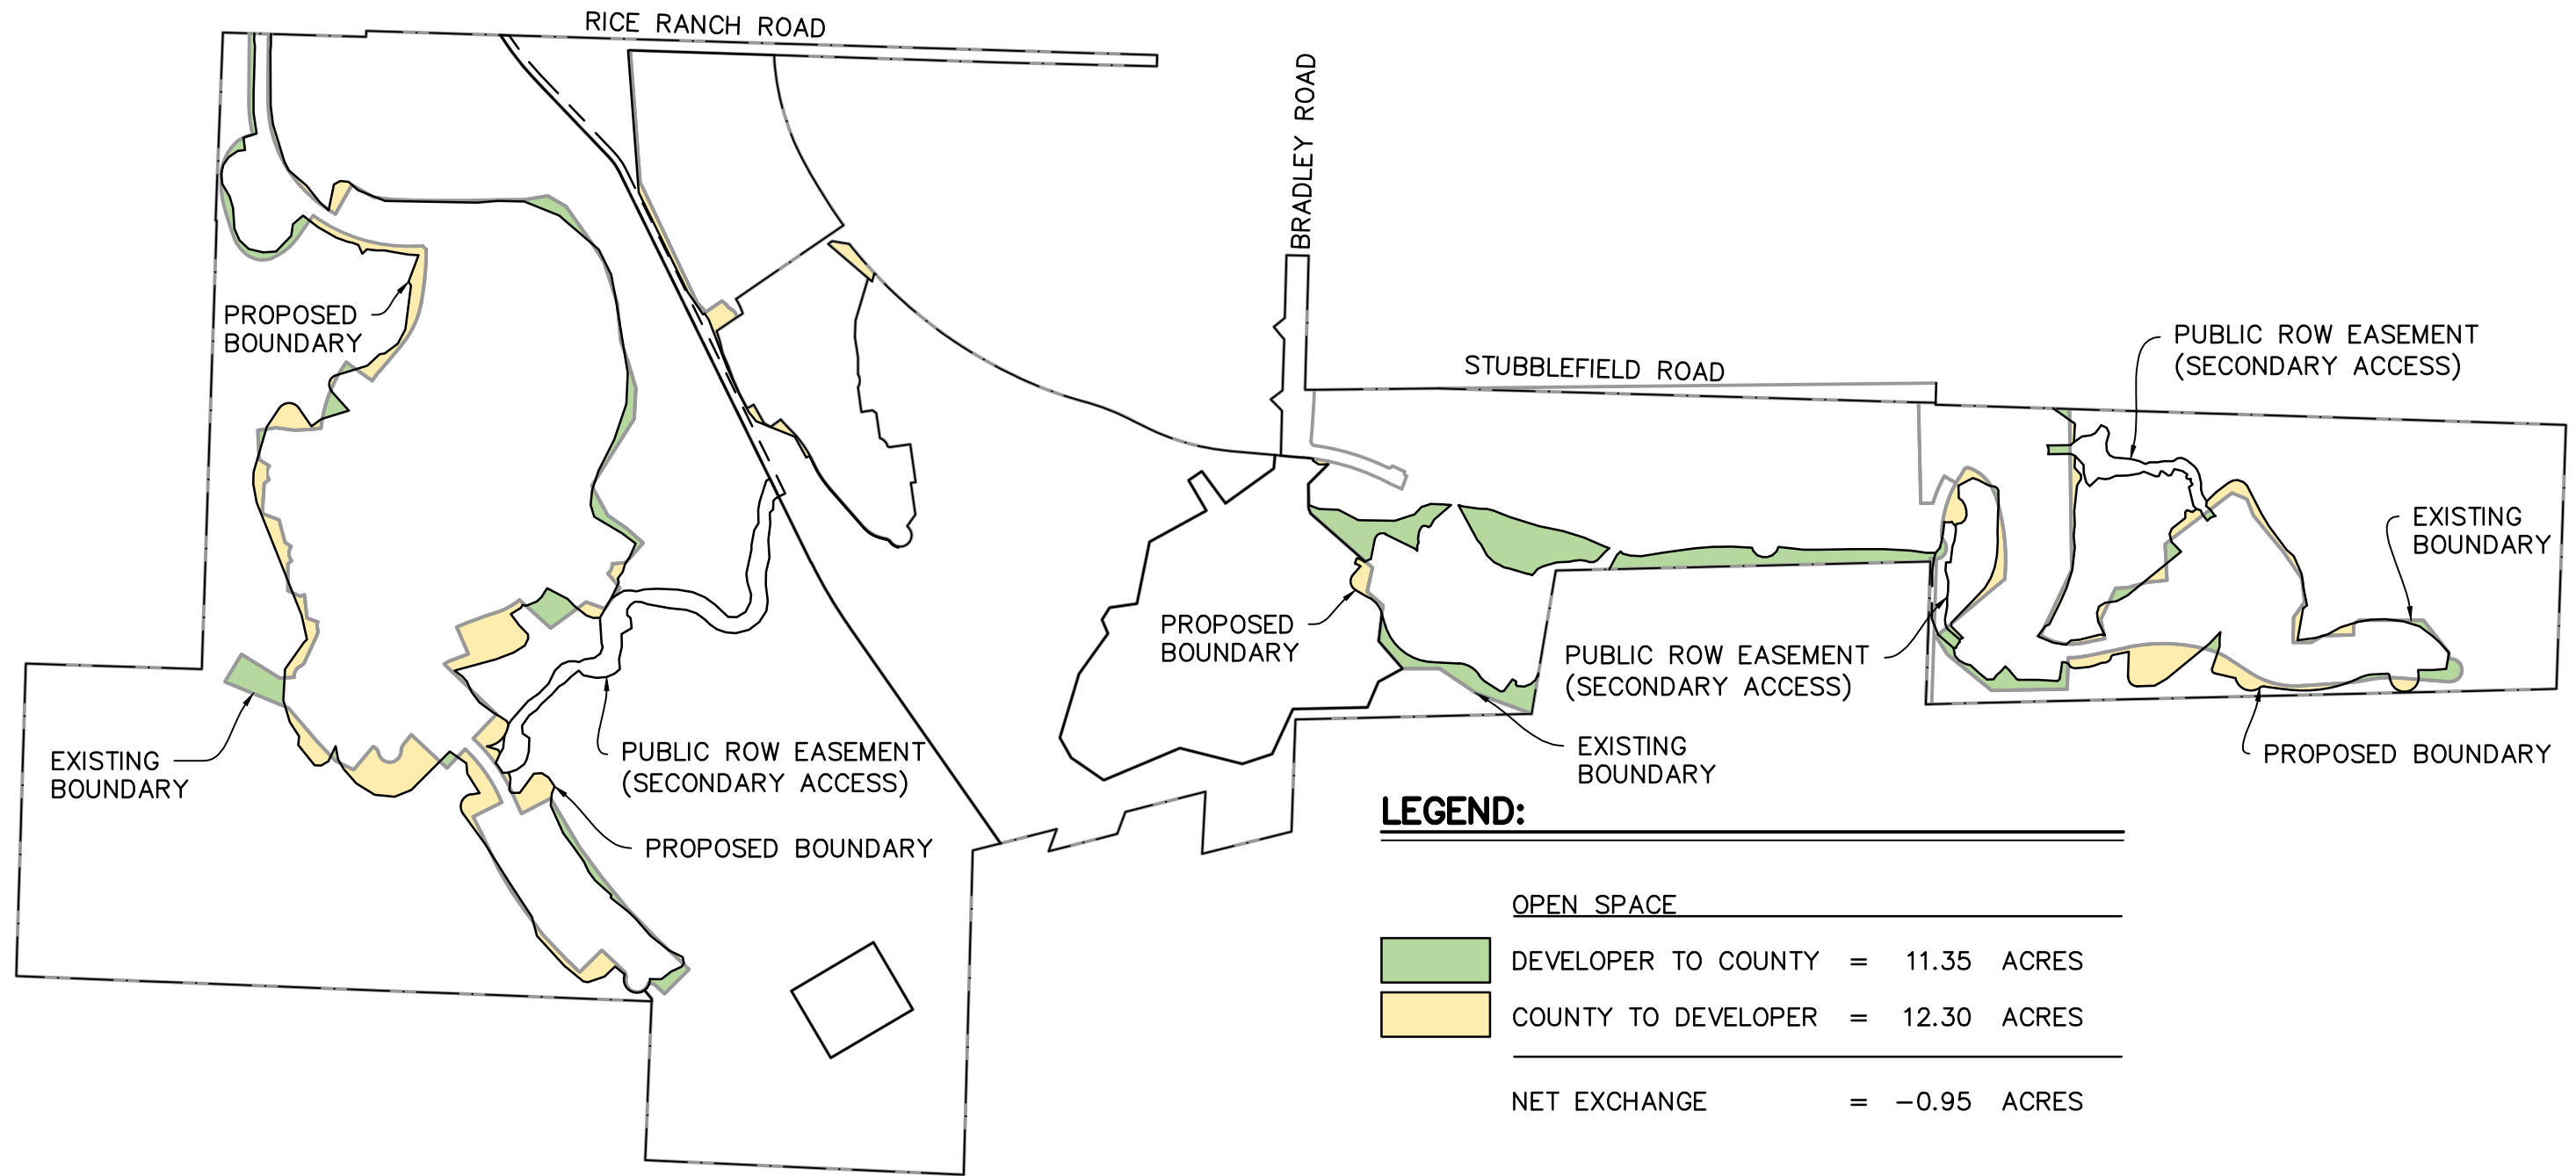 RICE RANCH ROAD
BRADLEY ROAD
STUBBLEFIELD ROAD
PUBLIC ROW EASEMENT
(SECONDARY ACCESS)
PROPOSED
BOUNDARY
EXISTING
BOUNDARY
PROPOSED
BOUNDARY
PUBLIC ROW EASEMENT
(SECONDARY ACCESS)
EXISTING
BOUNDARY
PUBLIC ROW EASEMENT
(SECONDARY ACCESS)
EXISTING
BOUNDARY
PROPOSED BOUNDARY
PROPOSED BOUNDARY
LEGEND:
OPEN SPACE
DEVELOPER TO COUNTY = 11.35 ACRES
COUNTY TO DEVELOPER = 12.30 ACRES
NET EXCHANGE = -0.95 ACRES